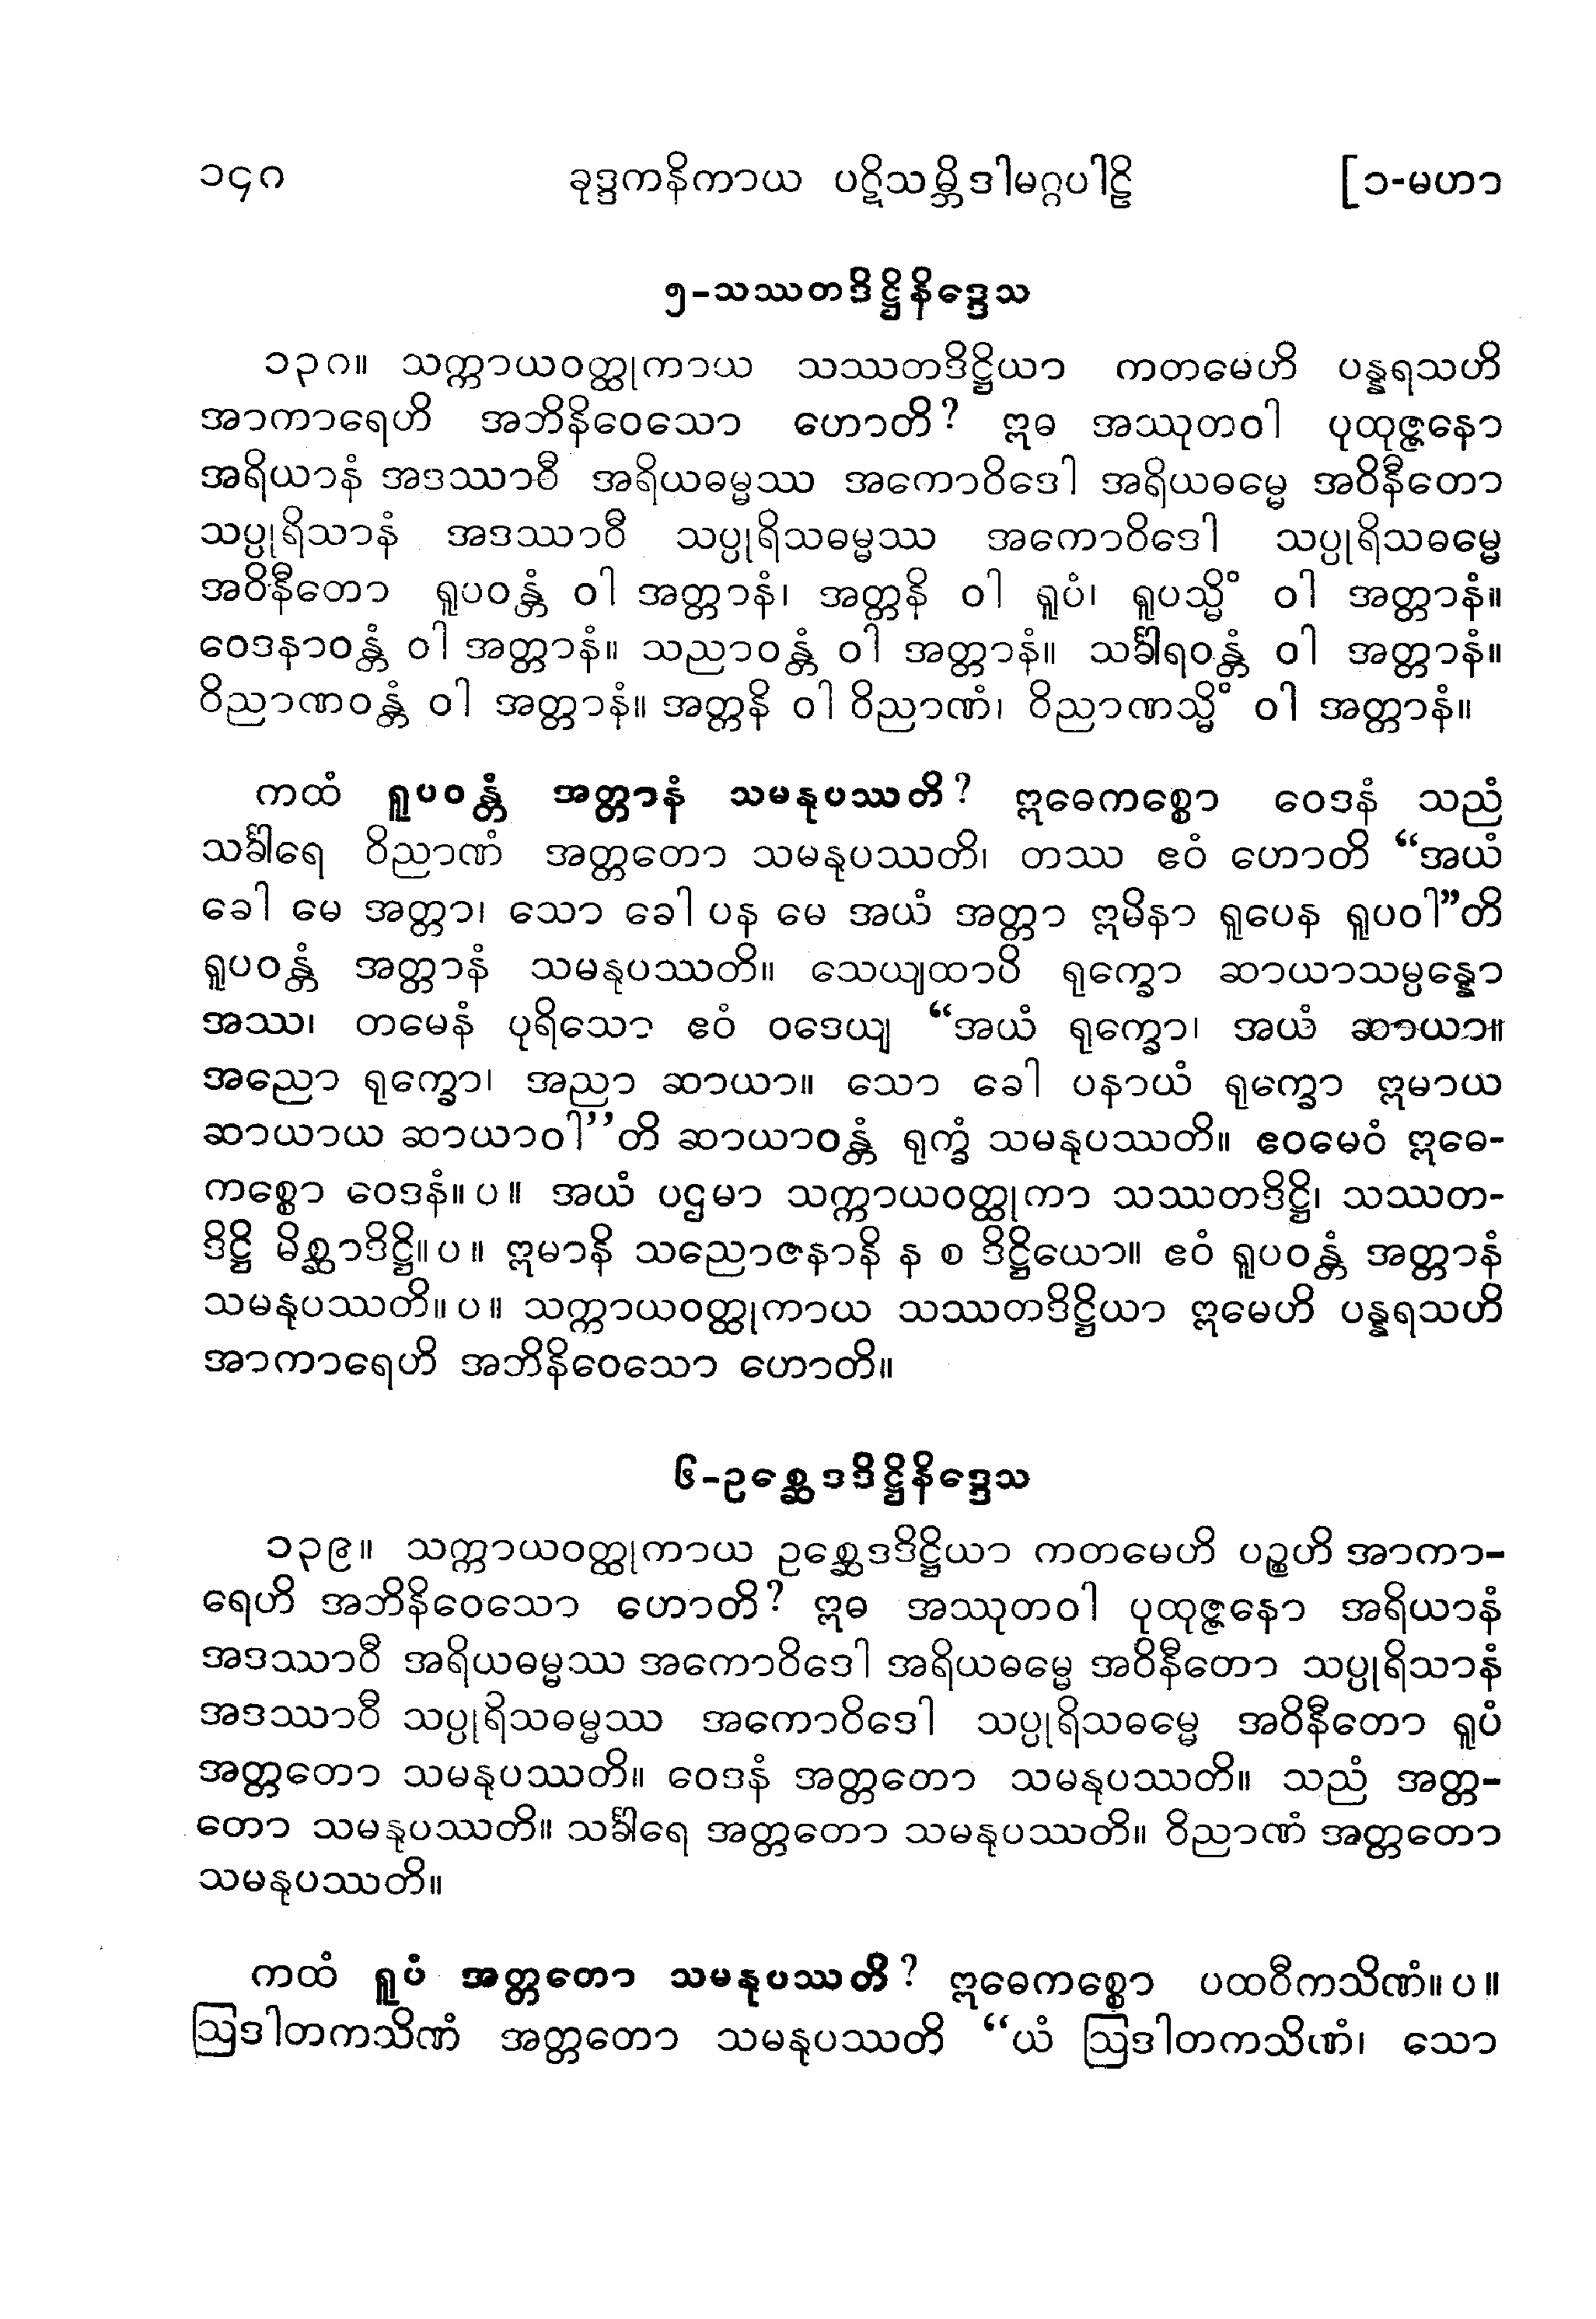 ၁၄၈ ခုဒ္ဒကနိကာယ ပဋိသမ္ဘိဒါမဂ္ဂပါဠိ [၁-မဟာ
၅-သဿတဒိဋ္ဌိနိဒ္ဒေသ
၁၃၈။ သက္ကာယဝတ္ထုကာယ သဿတဒိဋ္ဌိယာ ကတမေဟိ ပန္နရသဟိ
အာကာရေဟိ အဘိနိဝေသော ဟောတိ? ဣဓ အဿုတဝါ ပုထုဇ္ဇနော
အရိယာနံ အဒဿာဝီ အရိယဓမ္မဿ အကောဝိဒေါ အရိယဓမ္မေ အဝိနီတော
သပ္ပုရိသာနံ အဒဿာဝီ သပ္ပုရိသဓမ္မဿ အကောဝိဒေါ သပ္ပုရိသဓမ္မေ
အဝိနီတော ရူပဝန္တံ ဝါ အတ္တာနံ၊ အတ္တနိ ဝါ ရူပံ၊ ရူပသ္မိံ ဝါ အတ္တာနံ။
ဝေဒနာဝန္တံ ဝါ အတ္တာနံ။ သညာဝန္တံ ဝါ အတ္တာနံ။ သင်္ခါရဝန္တံ ဝါ အတ္တာနံ။
ဝိညာဏဝန္တံ ဝါ အတ္တာနံ။ အတ္တနိ ဝါ ဝိညာဏံ၊ ဝိညာဏသ္မိံ ဝါ အတ္တာနံ။
ကထံ ရူပဝန္တံ အတ္တာနံ သမနုပဿတိ? ဣဓေကစ္စော ဝေဒနံ သညံ
သင်္ခါရေ ဝိညာဏံ အတ္တတော သမနုပဿတိ၊ တဿ ဧဝံ ဟောတိ “အယံ
ခေါ မေ အတ္တာ၊ သော ခေါ ပန မေ အယံ အတ္တာ ဣမိနာ ရူပေန ရူပဝါ”တိ
ရူပဝန္တံ အတ္တာနံ သမနုပဿတိ။ သေယျထာပိ ရုက္ခော ဆာယာသမ္ပန္နော
အဿ၊ တမေနံ ပုရိသော ဧဝံ ဝဒေယျ “အယံ ရုက္ခော၊ အယံ ဆာယာ။
အညော ရုက္ခော၊ အညာ ဆာယာ။ သော ခေါ ပနာယံ ရုက္ခော ဣမာယ
ဆာယာယ ဆာယာဝါ’’တိ ဆာယာဝန္တံ ရုက္ခံ သမနုပဿတိ။ ဧဝမေဝံ ဣဓေ-
ကစ္စော ဝေဒနံ။ ပ ။ အယံ ပဌမာ သက္ကာယဝတ္ထုကာ သဿတဒိဋ္ဌိ၊ သဿတ-
ဒိဋ္ဌိ မိစ္ဆာဒိဋ္ဌိ။ ပ ။ ဣမာနိ သညောဇနာနိ န စ ဒိဋ္ဌိယော။ ဧဝံ ရူပဝန္တံ အတ္တာနံ
သမနုပဿတိ။ ပ ။ သက္ကာယဝတ္ထုကာယ သဿတဒိဋ္ဌိယာ ဣမေဟိ ပန္နရသဟိ
အာကာရေဟိ အဘိနိဝေသော ဟောတိ။
၆-ဥစ္ဆေဒဒိဋ္ဌိနိဒ္ဒေသ
၁၃၉။ သက္ကာယဝတ္ထုကာယ ဥစ္ဆေဒဒိဋ္ဌိယာ ကတမေဟိ ပဉ္စဟိ အာကာ-
ရေဟိ အဘိနိဝေသော ဟောတိ? ဣဓ အဿုတဝါ ပုထုဇ္ဇနော အရိယာနံ
အဒဿာဝီ အရိယဓမ္မဿ အကောဝိဒေါ အရိယဓမ္မေ အဝိနီတော သပ္ပုရိသာနံ
အဒဿာဝီ သပ္ပုရိသဓမ္မဿ အကောဝိဒေါ သပ္ပုရိသဓမ္မေ အဝိနီတော ရူပံ
အတ္တတော သမနုပဿတိ။ ဝေဒနံ အတ္တတော သမနုပဿတိ။ သညံ အတ္တ-
တော သမနုပဿတိ။ သင်္ခါရေ အတ္တတော သမနုပဿတိ။ ဝိညာဏံ အတ္တတော
သမနုပဿတိ။
ကထံ ရူပံ အတ္တတော သမနုပဿတိ? ဣဓေကစ္စော ပထဝီကသိဏံ။ ပ ။
ဩဒါတကသိဏံ အတ္တတော သမနုပဿတိ “ယံ ဩဒါတကသိဏံ၊ သော